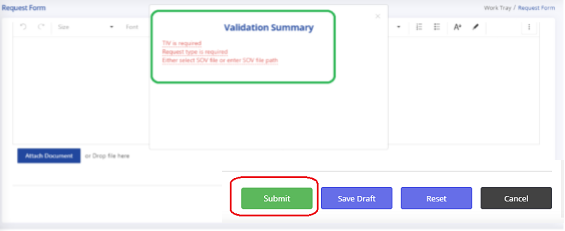 Request Form
Work Tray / Request Form
Size
Font
Validation Summary
TIV is required
Request type is required
Either select SOV file or enter SOV file path
Attach Document or Drop file here
Submit
Save Draft
Reset
Cancel